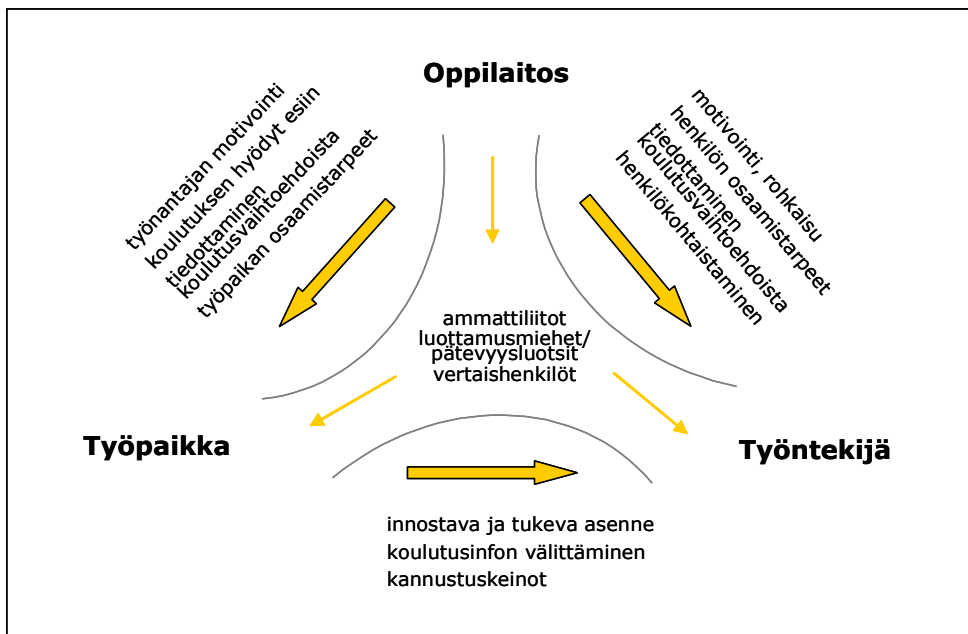 Oppilaitos
työnantajan motivointi
koulutuksen hyödyt esiin
tiedottaminen
koulutusvaihtoehdoista
työpaikan osaamistarpeet
motivointi, rohkaisu
henkilön osaamistarpeet
tiedottaminen
koulutusvaihtoehdoista
henkilökohtaistaminen
ammattiliitot
luottamusmiehet/
pätevyysluotsit
vertaishenkilöt
Työpaikka
Työntekijä
innostava ja tukeva asenne
koulutusinfon välittäminen
kannustuskeinot